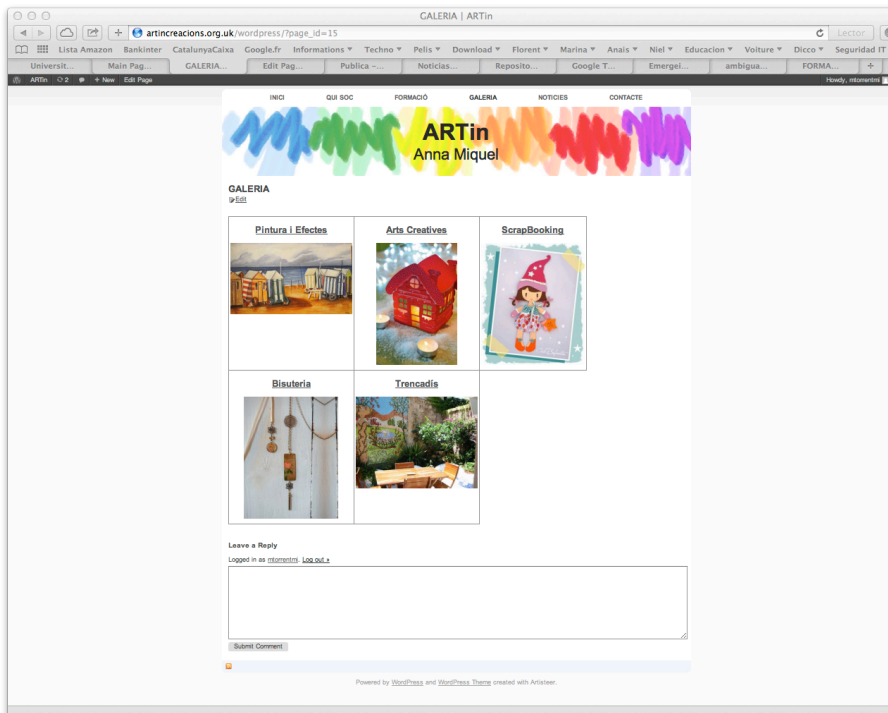 GALERIA | ARTin
artincreacions.org.uk/wordpress/?page_id=15
Lector
Lista Amazon Bankinter CatalunyaCaixa Google.fr Informations Techno Pelis Download Florent Marina Anais Niel Educacion Voiture Dicco Seguridad IT
Universit... Main Pag... GALERIA... Edit Pag... Publica –... Noticias... Reposito... Google T... Emergei... ambigua... FORMA... +
ARTin 2 + New Edit Page Howdy, mtorrentmi
INICI QUI SOC FORMACIÓ GALERIA NOTICIES CONTACTE
ARTin
Anna Miquel
GALERIA
Edit
Pintura i Efectes Arts Creatives ScrapBooking
Bisuteria Trencadís
Leave a Reply
Logged in as mtorrentmi. Log out »
Submit Comment
Powered by WordPress and WordPress Theme created with Artisteer.